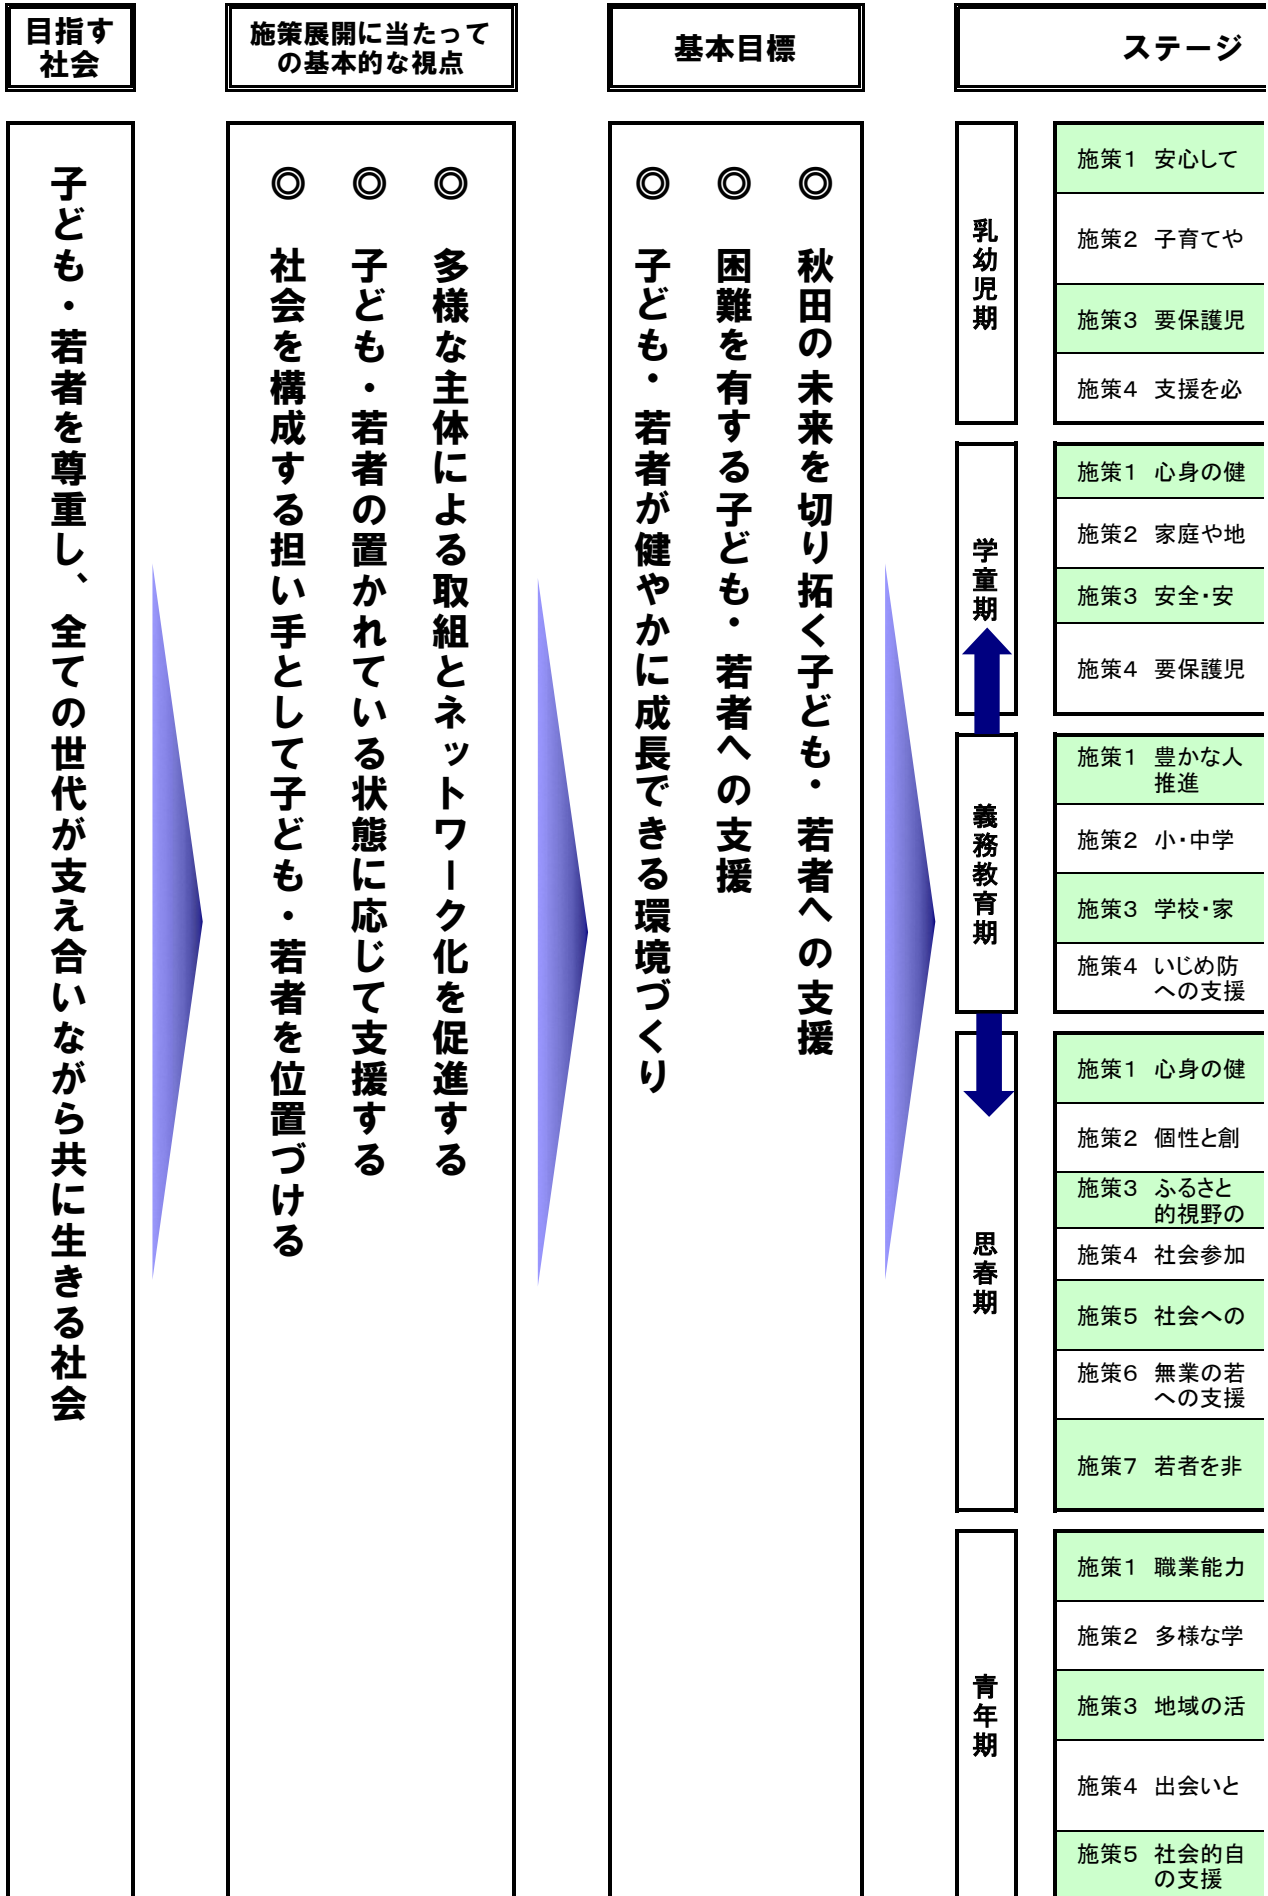 目指す
社会
施策展開に当たって
の基本的な視点
基本目標
ステージ
子ども・若者を尊重し、全ての世代が支え合いながら共に生きる社会
◎　多様な主体による取組とネットワーク化を促進する
◎　子ども・若者の置かれている状態に応じて支援する
◎　社会を構成する担い手として子ども・若者を位置づける
◎　秋田の未来を切り拓く子ども・若者への支援
◎　困難を有する子ども・若者への支援
◎　子ども・若者が健やかに成長できる環境づくり
乳幼児期
施策１　安心して
施策２　子育てや
施策３　要保護児
施策４　支援を必
学童期
施策１　心身の健
施策２　家庭や地
施策３　安全・安
施策４　要保護児
義務教育期
施策１　豊かな人
推進
施策２　小・中学
施策３　学校・家
施策４　いじめ防
への支援
思春期
施策１　心身の健
施策２　個性と創
施策３　ふるさと
的視野の
施策４　社会参加
施策５　社会への
施策６　無業の若
への支援
施策７　若者を非
青年期
施策１　職業能力
施策２　多様な学
施策３　地域の活
施策４　出会いと
施策５　社会的自
の支援